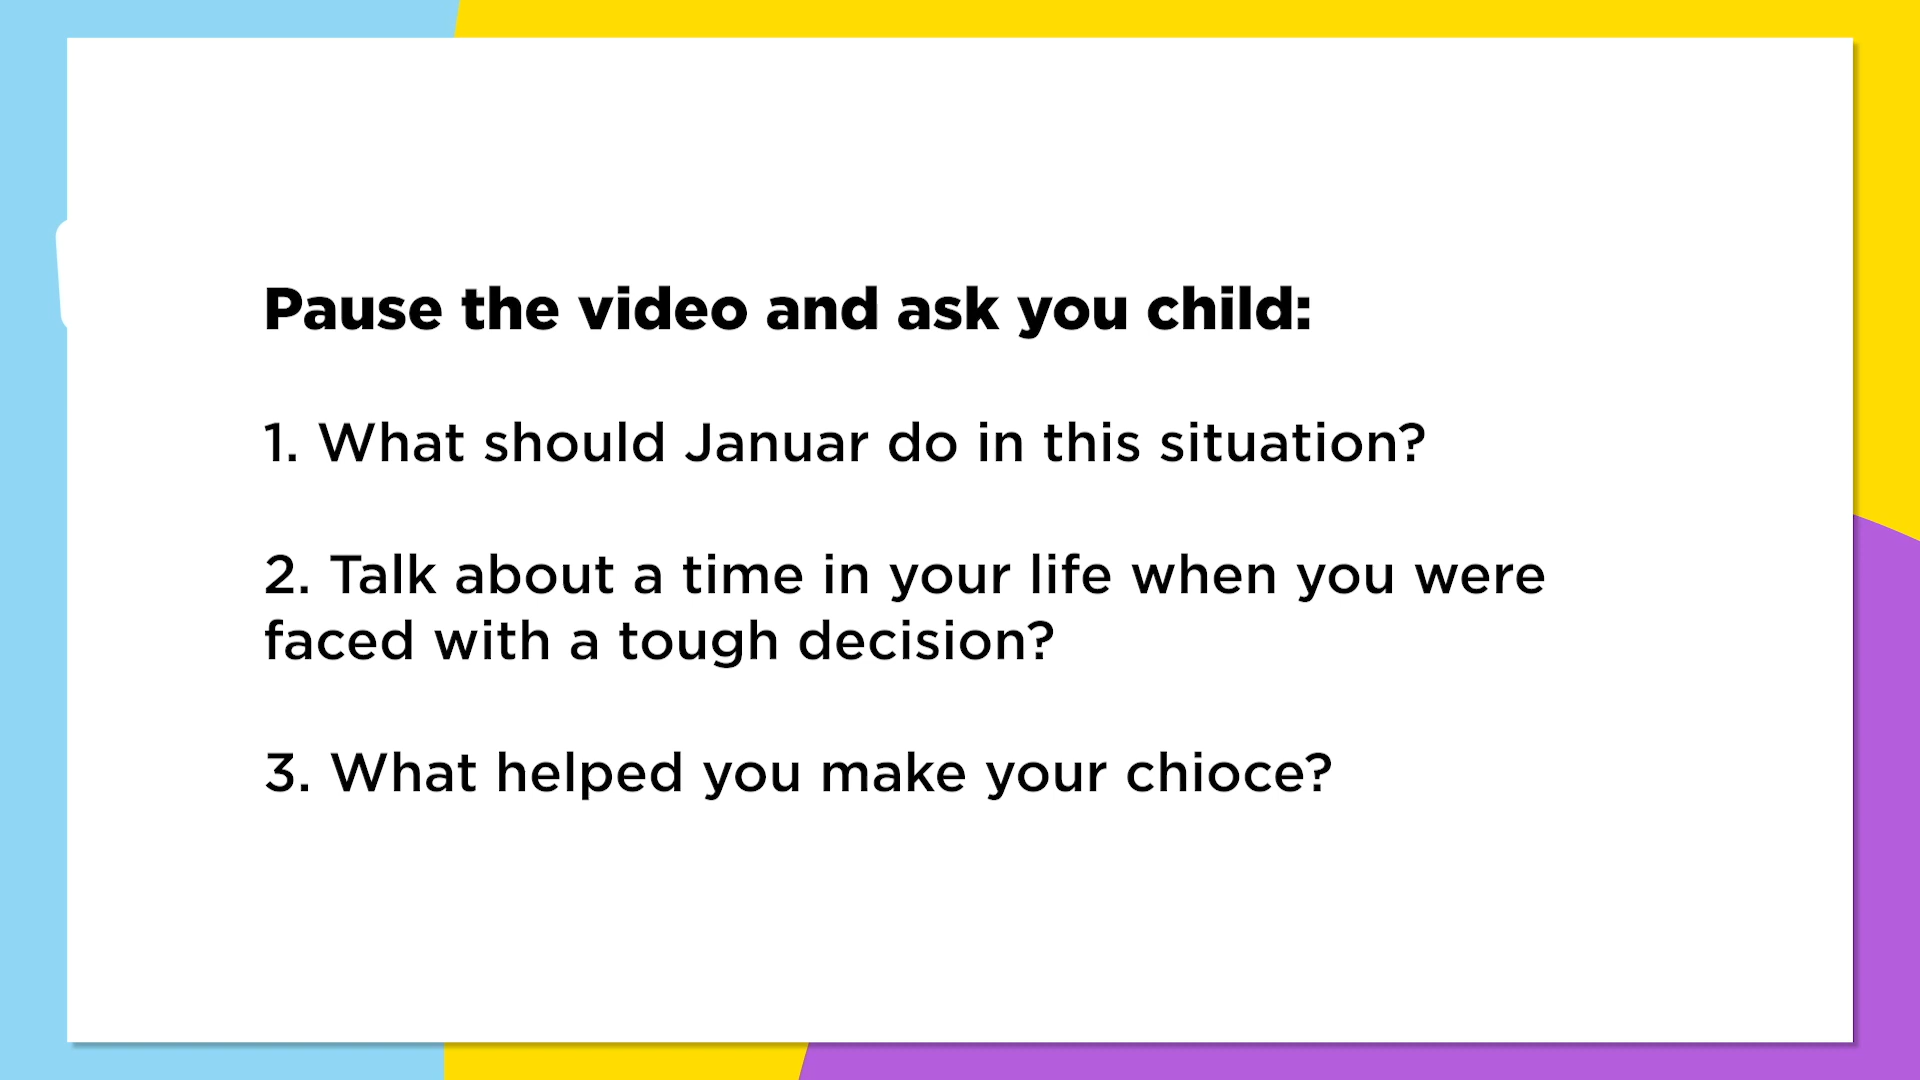 Pause the video and ask you child:
1. What should Januar do in this situation?
2. Talk about a time in your life when you were
faced with a tough decision?
3. What helped you make your chioce?